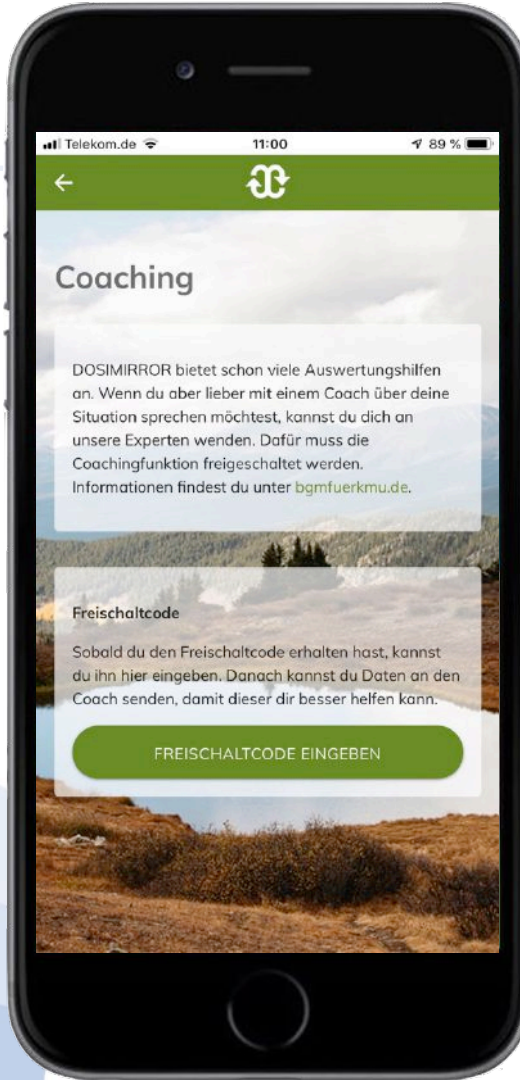 Telekom.de 11:00 89 %
Coaching
DOSIMIRROR bietet schon viele Auswertungshilfen
an. Wenn du aber lieber mit einem Coach über deine
Situation sprechen möchtest, kannst du dich an
unsere Experten wenden. Dafür muss die
Coachingfunktion freigeschaltet werden.
Informationen findest du unter bgmfuerkmu.de.
Freischaltcode
Sobald du den Freischaltcode erhalten hast, kannst
du ihn hier eingeben. Danach kannst du Daten an den
Coach senden, damit dieser dir besser helfen kann.
FREISCHALTCODE EINGEBEN